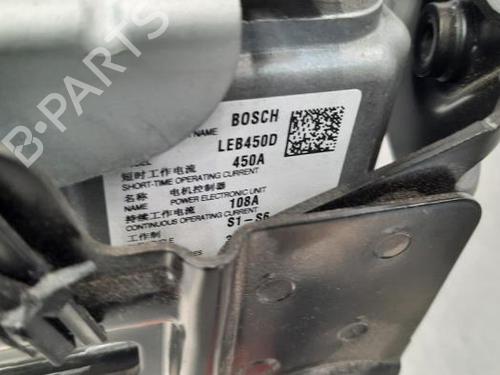 NAME BOSCH
LEB450D
短时工作电流 450A
SHORT-TIME OPERATING CURRENT
名称 电机控制器
NAME POWER ELECTRONIC UNIT
持续工作电流 108A
CONTINUOUS OPERATING CURRENT
工作制 S1-S6
B-PARTS